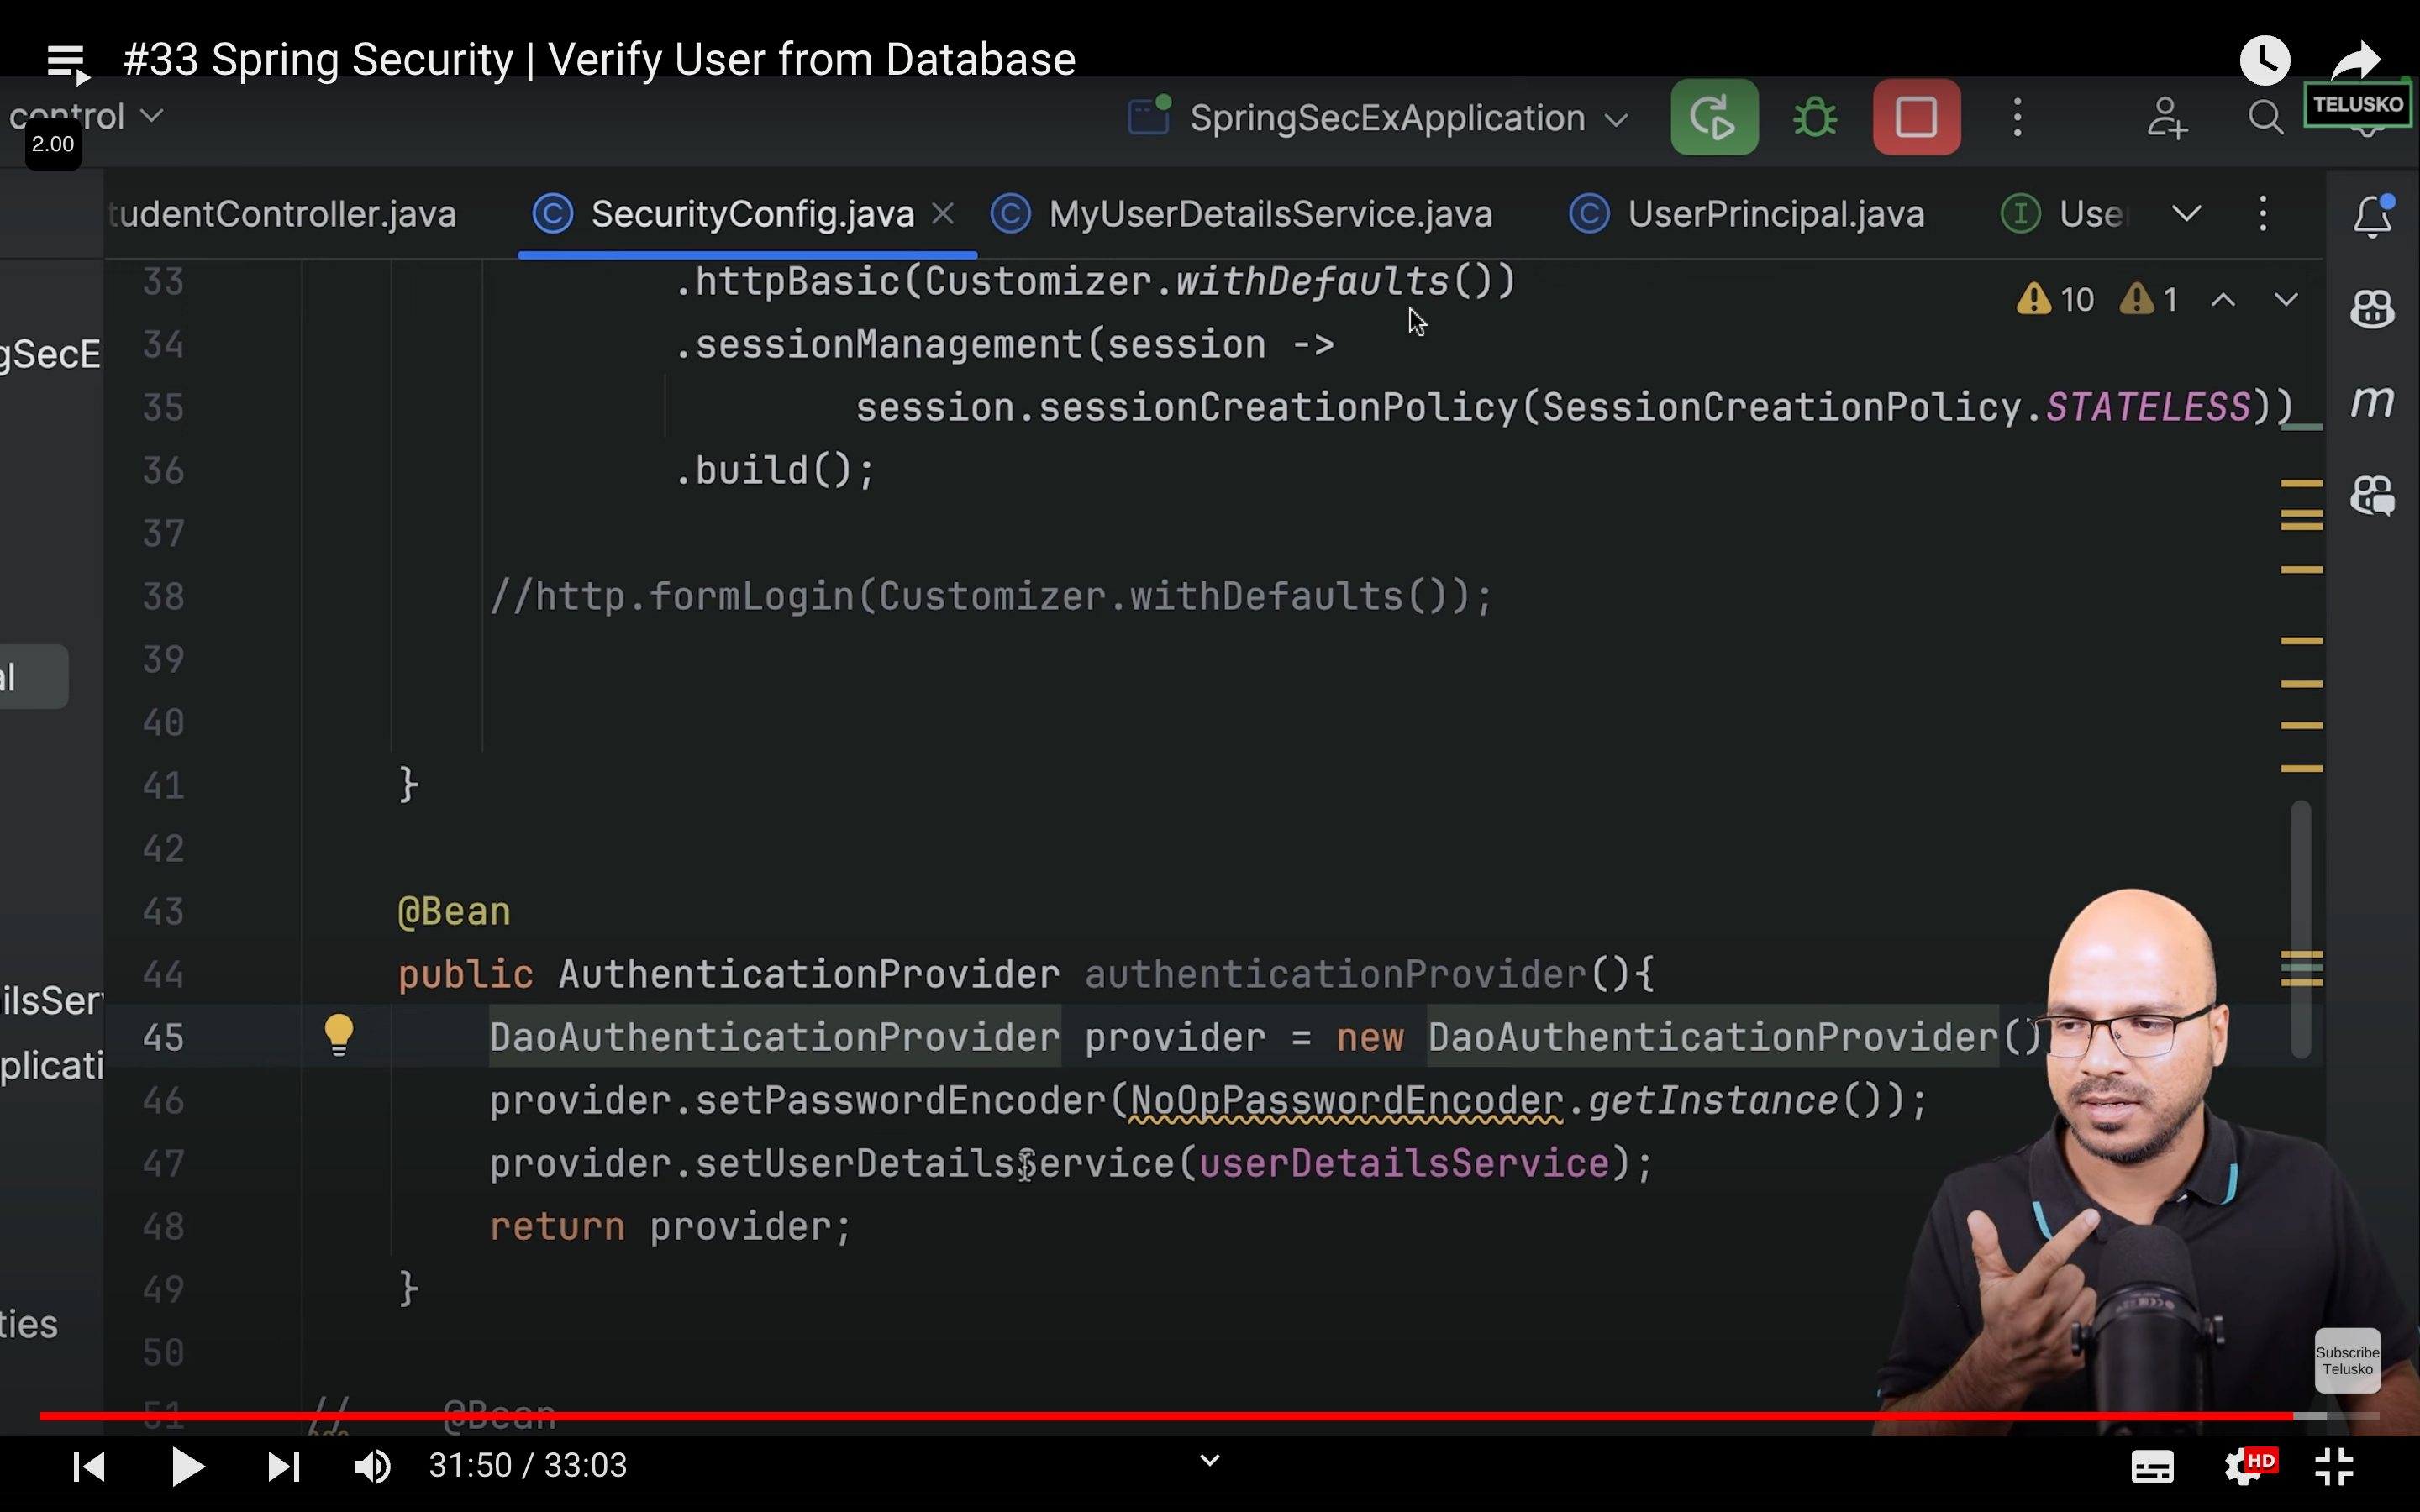 #33 Spring Security | Verify User from Database
control
SpringSecExApplication
TELUSKO
2.00
tudentController.java
SecurityConfig.java
MyUserDetailsService.java
UserPrincipal.java
Use
10
1
gSecE
al
ilsSer
plicati
ties
33 .httpBasic(Customizer.withDefaults())
34 .sessionManagement(session ->
35 session.sessionCreationPolicy(SessionCreationPolicy.STATELESS))
36 .build();
37
38 //http.formLogin(Customizer.withDefaults());
39
40
41 }
42
43 @Bean
44 public AuthenticationProvider authenticationProvider(){
45 DaoAuthenticationProvider provider = new DaoAuthenticationProvider()
46 provider.setPasswordEncoder(NoOpPasswordEncoder.getInstance());
47 provider.setUserDetailsService(userDetailsService);
48 return provider;
49 }
50
51 // @Bean
Subscribe
Telusko
31:50 / 33:03
HD